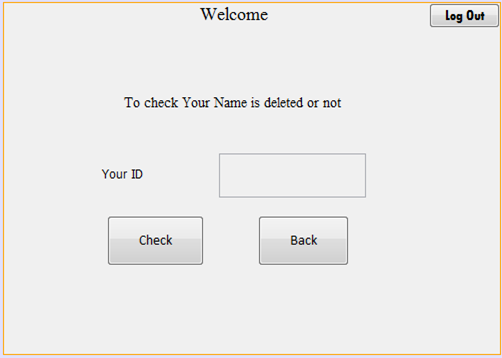 Welcome
Log Out
To check Your Name is deleted or not
Your ID
Check
Back